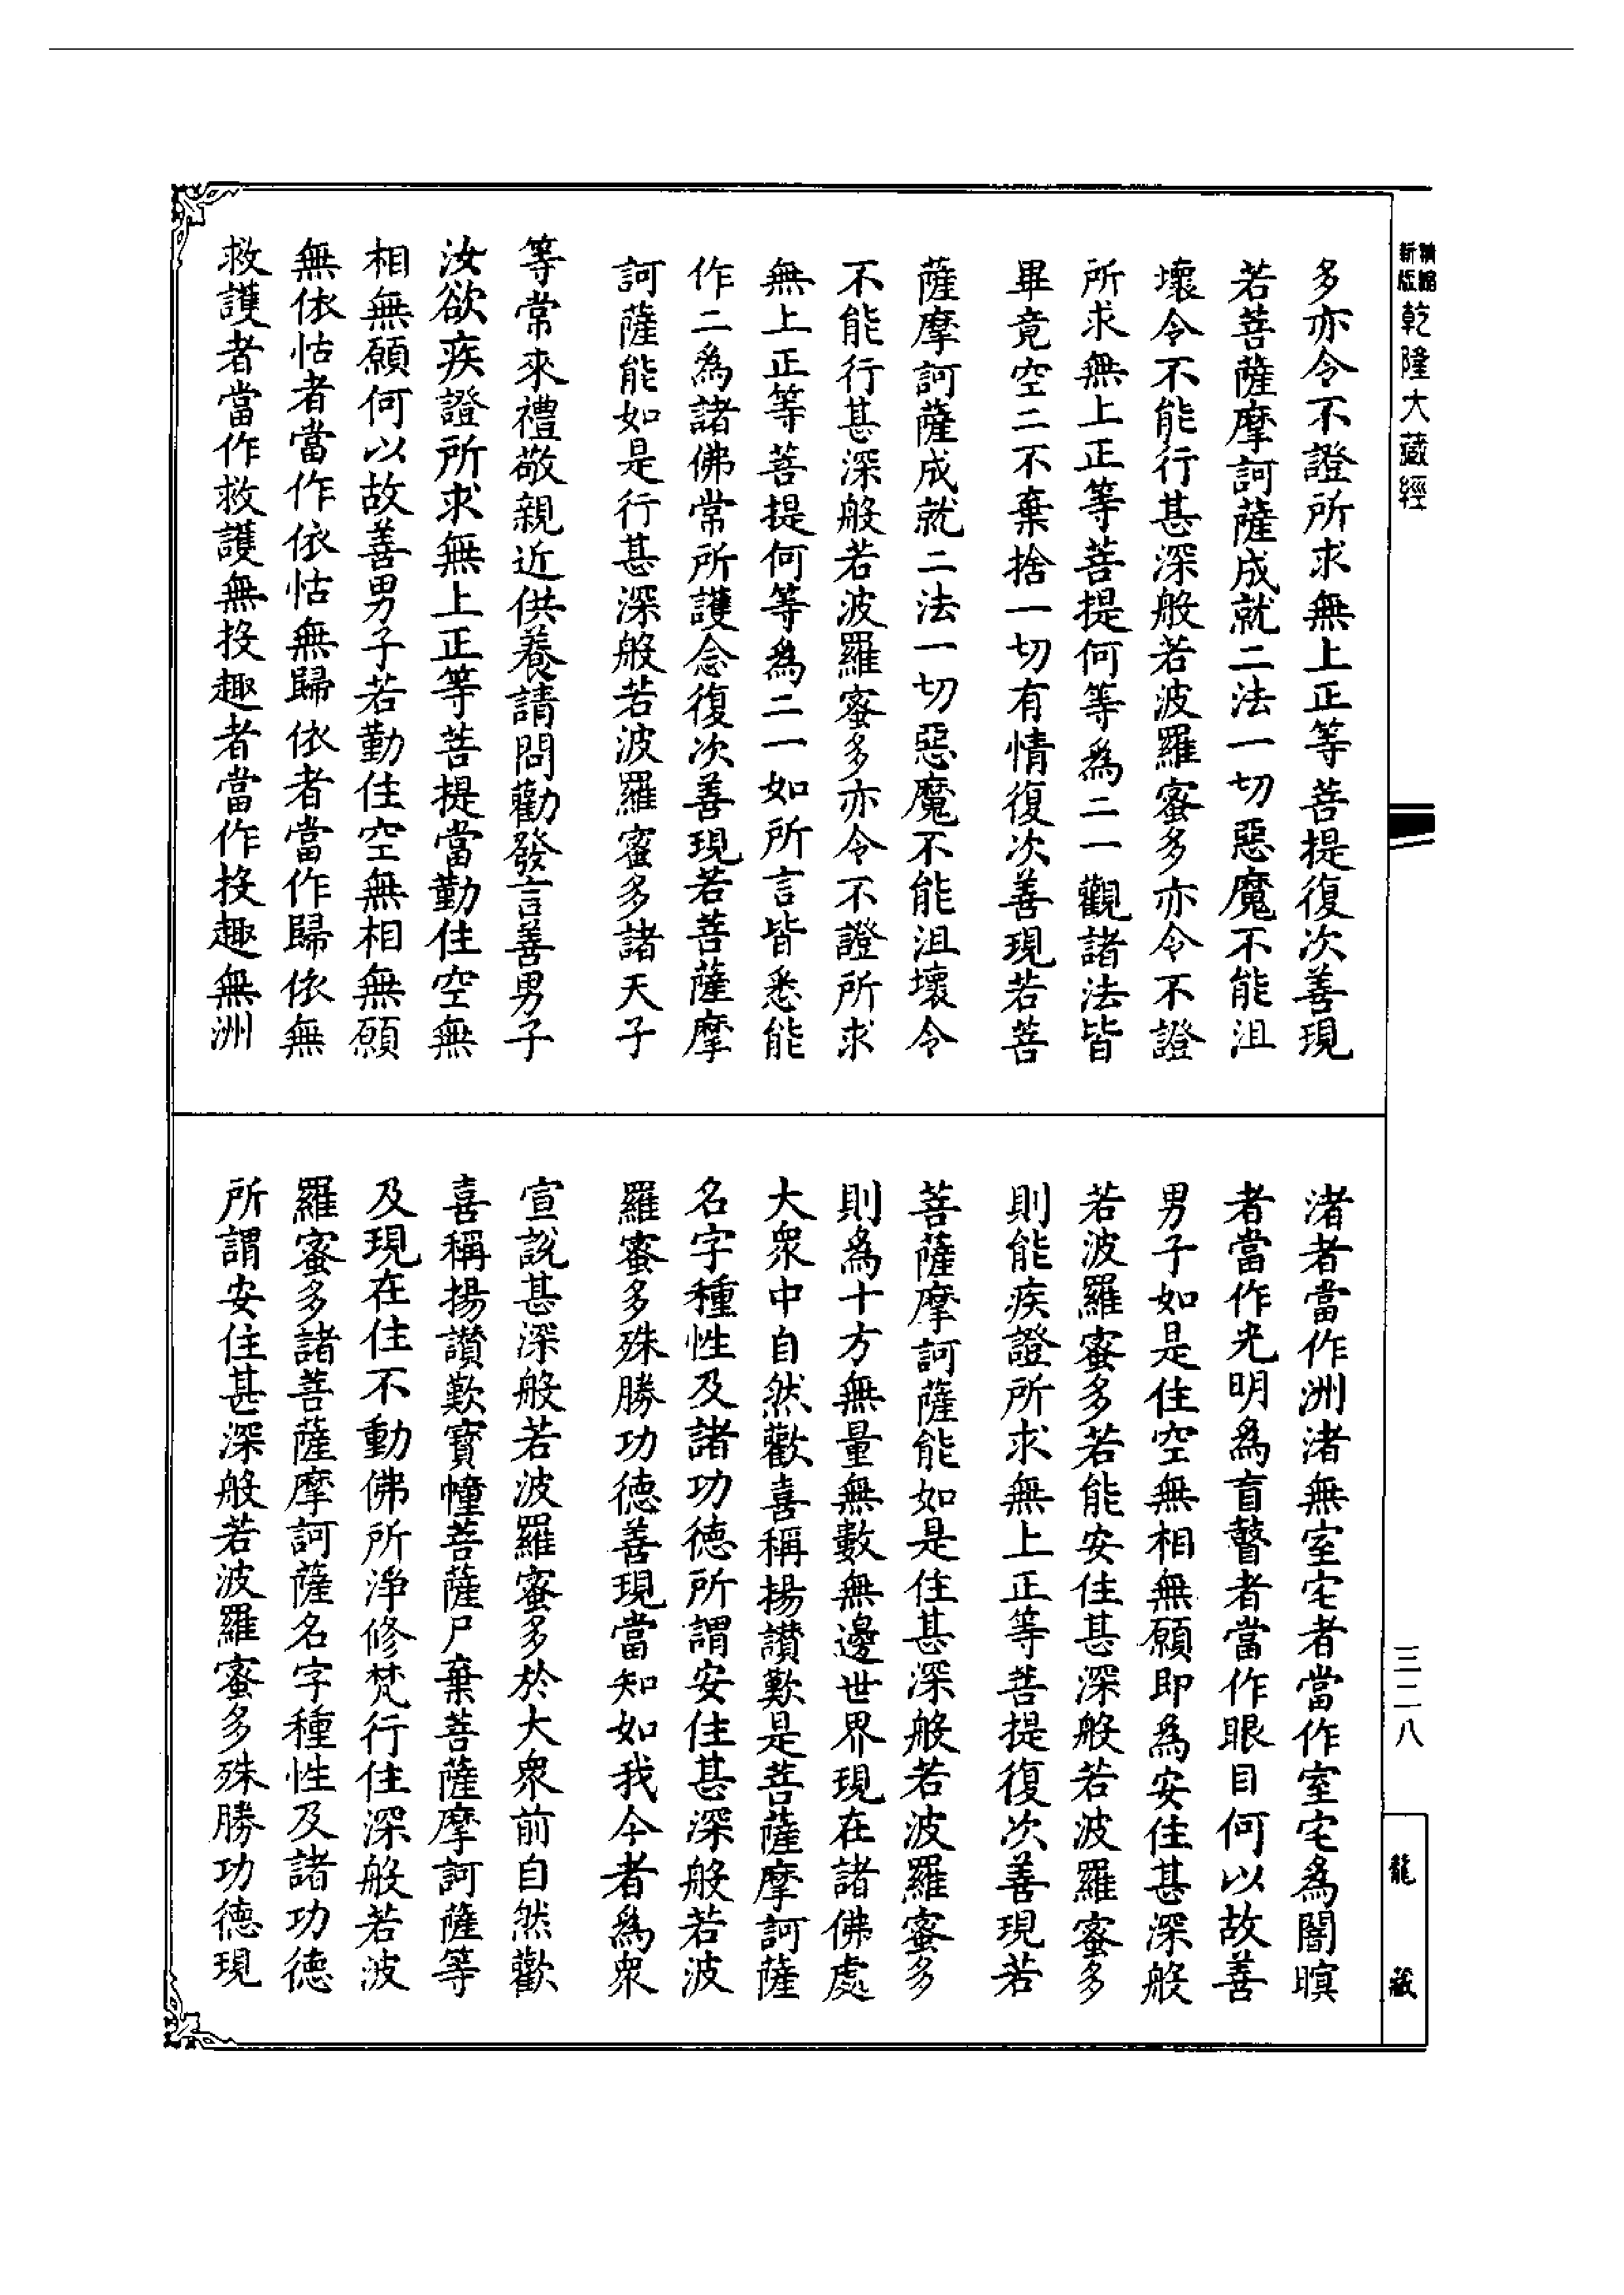 新版精縮乾隆大藏經
多亦令不證所求無上正等菩提復次善現
若菩薩摩訶薩成就二法一切惡魔不能沮
壞令不能行甚深般若波羅蜜多亦令不證
所求無上正等菩提何等為二一觀諸法皆
畢竟空二不棄捨一切有情復次善現若菩
薩摩訶薩成就二法一切惡魔不能沮壞令
不能行甚深般若波羅蜜多亦令不證所求
無上正等菩提何等為二一如所言皆悉能
作二為諸佛常所護念復次善現若菩薩摩
訶薩能如是行甚深般若波羅蜜多諸天子
等常來禮敬親近供養請問勸發言善男子
汝欲疾證所求無上正等菩提當勤住空無
相無願何以故善男子若勤住空無相無願
無依怙者當作依怙無歸依者當作歸依無
救護者當作救護無投趣者當作投趣無洲
渚者當作洲渚無室宅者當作室宅為闇暝
者當作光明為盲瞽者當作眼目何以故善
男子如是住空無相無願即為安住甚深般
若波羅蜜多若能安住甚深般若波羅蜜多
則能疾證所求無上正等菩提復次善現若
菩薩摩訶薩能如是住甚深般若波羅蜜多
則為十方無量無數無邊世界現在諸佛處
大眾中自然歡喜稱揚讚歎是菩薩摩訶薩
名字種性及諸功德所謂安住甚深般若波
羅蜜多殊勝功德善現當知如我今者為眾
宣說甚深般若波羅蜜多於大眾前自然歡
喜稱揚讚歎寶幢菩薩尸棄菩薩摩訶薩等
及現在住不動佛所淨修梵行住深般若波
羅蜜多諸菩薩摩訶薩名字種性及諸功德
所謂安住甚深般若波羅蜜多殊勝功德現
三二八
龍藏